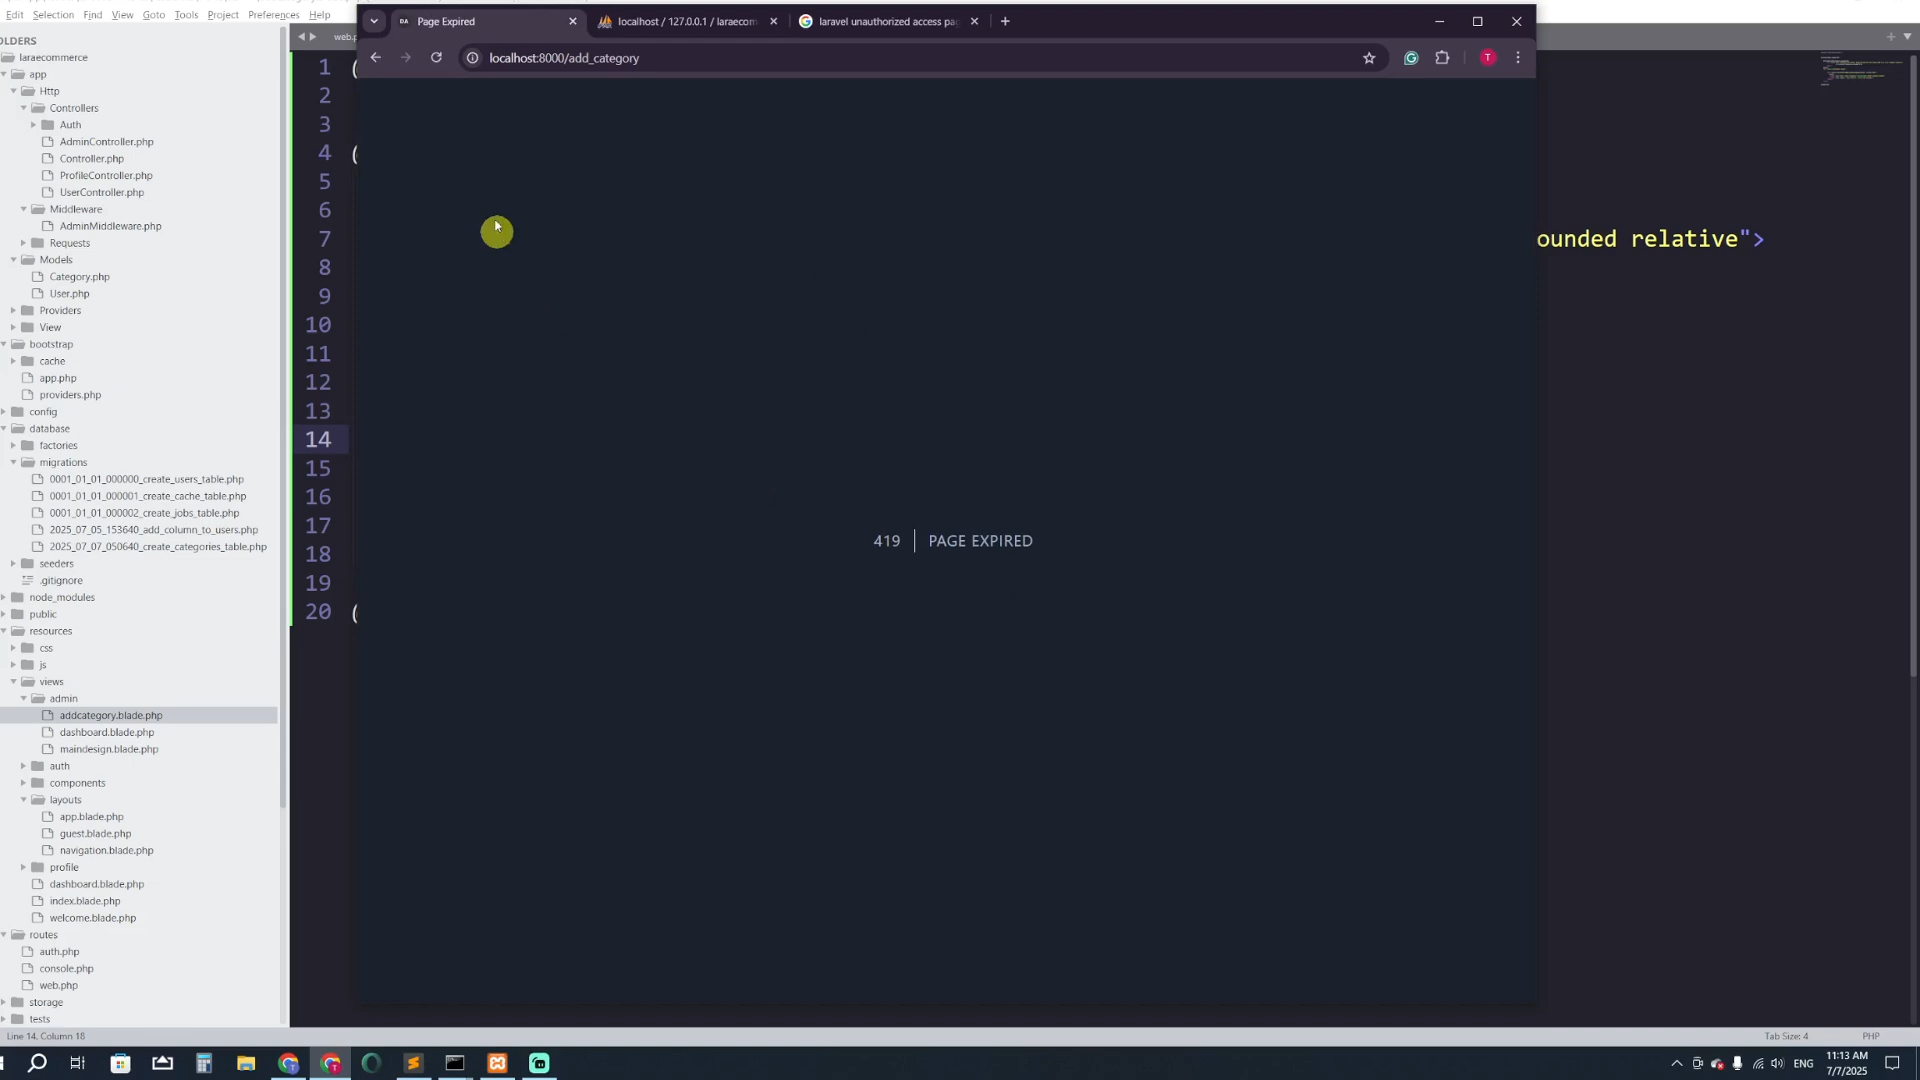 Edit Selection Find View Goto Tools Project Preferences Help
Page Expired
localhost / 127.0.0.1 / laraecom
laravel unauthorized access pa
localhost:8000/add_category
OLDERS
laraecommerce
app
Http
Controllers
Auth
AdminController.php
Controller.php
ProfileController.php
UserController.php
Middleware
AdminMiddleware.php
Requests
Models
Category.php
User.php
Providers
View
bootstrap
cache
app.php
providers.php
config
database
factories
migrations
0001_01_01_000000_create_users_table.php
0001_01_01_000001_create_cache_table.php
0001_01_01_000002_create_jobs_table.php
2025_07_05_153640_add_column_to_users.php
2025_07_07_050640_create_categories_table.php
seeders
.gitignore
node_modules
public
resources
css
js
views
admin
addcategory.blade.php
dashboard.blade.php
maindesign.blade.php
auth
components
layouts
app.blade.php
guest.blade.php
navigation.blade.php
profile
dashboard.blade.php
index.blade.php
welcome.blade.php
routes
auth.php
console.php
web.php
storage
tests
web.p
1
2
3
4
5
6
7
8
9
10
11
12
13
14
15
16
17
18
19
20
ounded relative">
419 | PAGE EXPIRED
Line 14, Column 18
Tab Size: 4
PHP
ENG
11:13 AM
7/7/2025